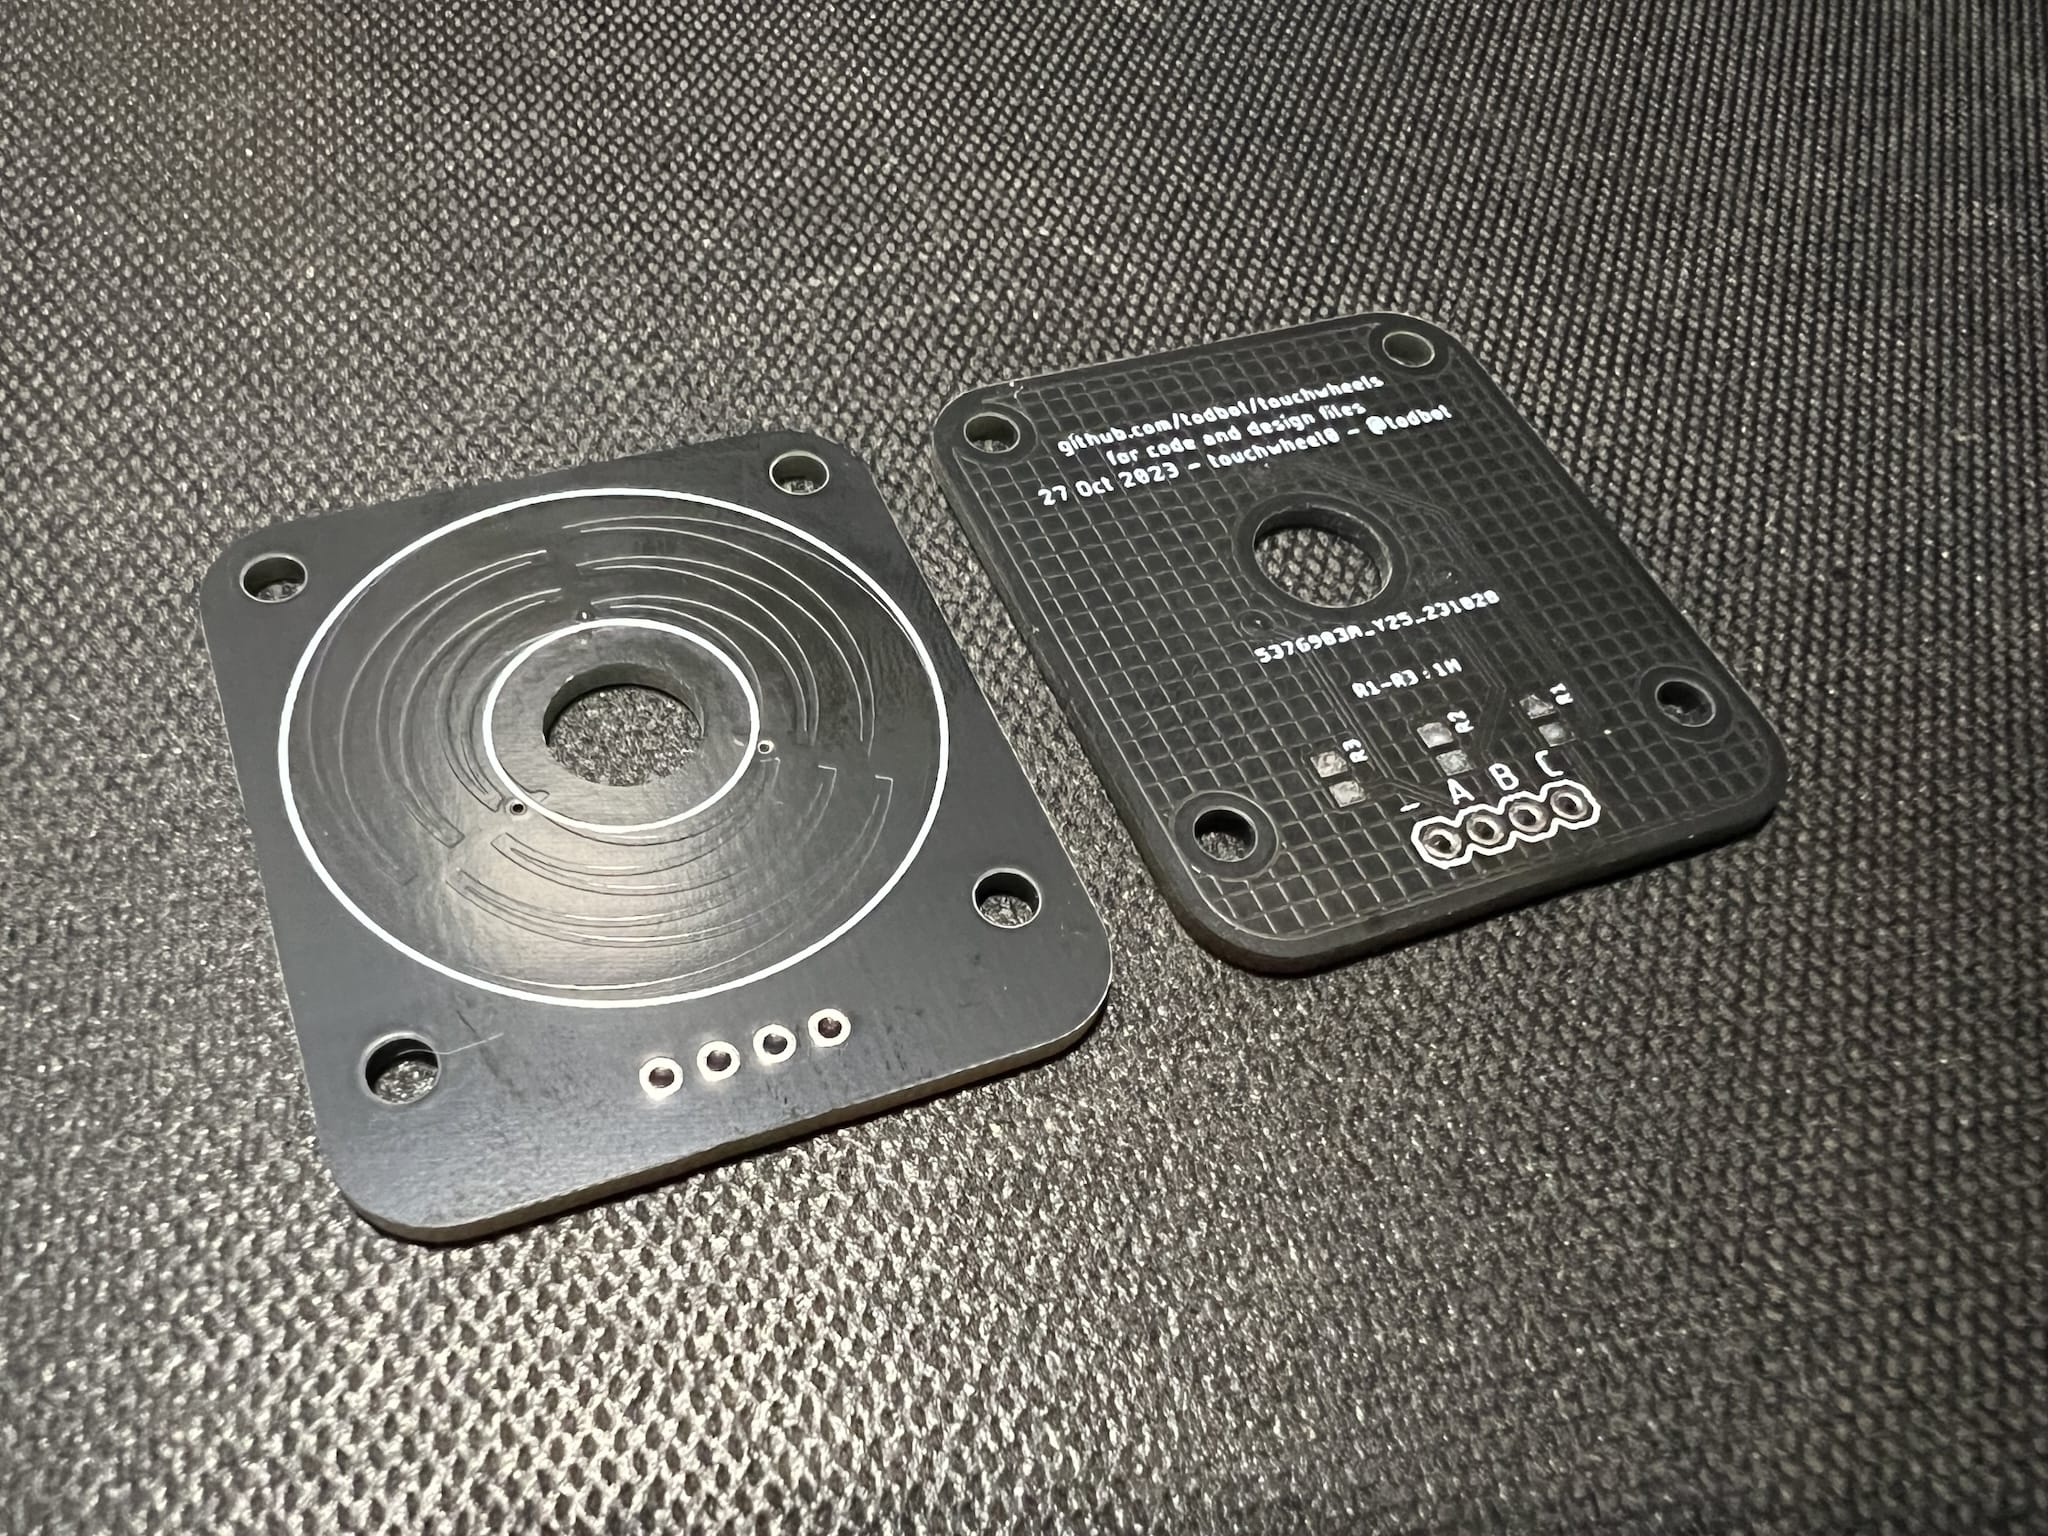 github.com/todbot/touchwheels
for code and design files
27 Oct 2023 - touchwheel0 - @todbot
5376903A_Y25_231020
R1-R3:1M
R3 R2 R1
- A B C